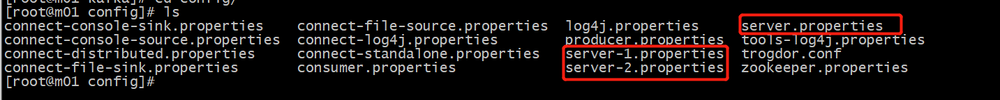 [root@m01 kafka]# cd config/
[root@m01 config]# ls
connect-console-sink.properties    connect-file-source.properties  log4j.properties     server.properties
connect-console-source.properties  connect-log4j.properties        producer.properties  tools-log4j.properties
connect-distributed.properties     connect-standalone.properties   server-1.properties  trogdor.conf
connect-file-sink.properties       consumer.properties             server-2.properties  zookeeper.properties
[root@m01 config]#